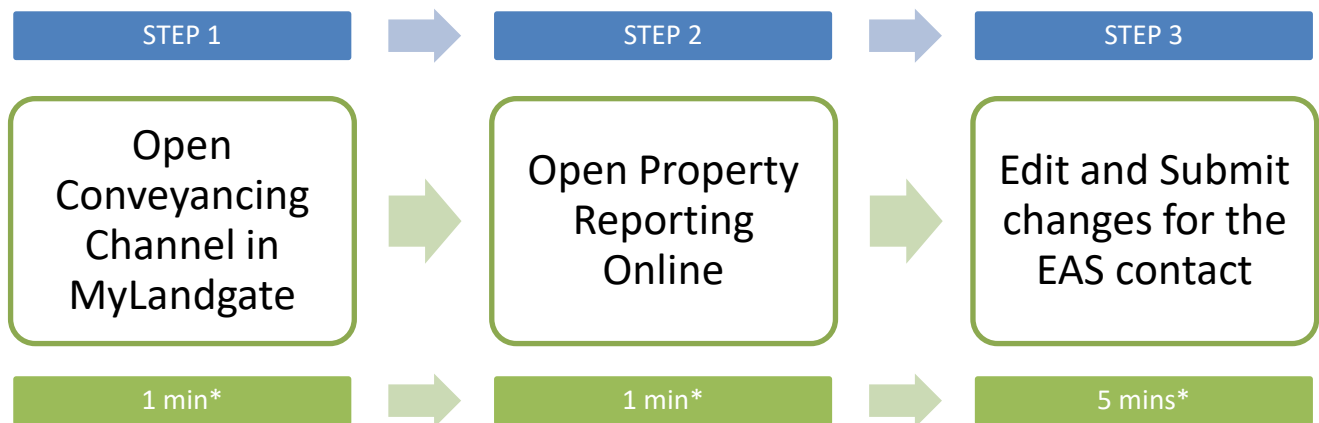 STEP 1
STEP 2
STEP 3
Open
Conveyancing
Channel in
MyLandgate
Open Property
Reporting
Online
Edit and Submit
changes for the
EAS contact
1 min*
1 min*
5 mins*